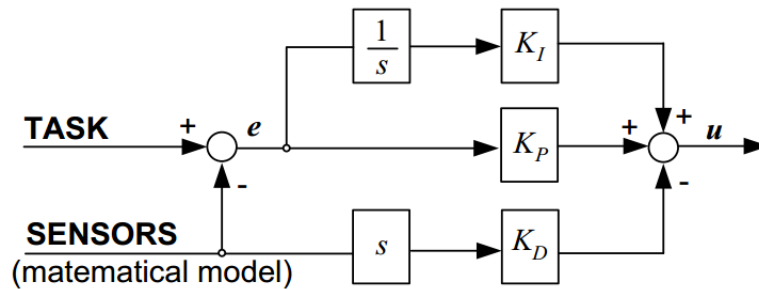 1
s
K_I
TASK
+
e
-
K_P
+
+
u
-
SENSORS
(matematical model)
s
K_D